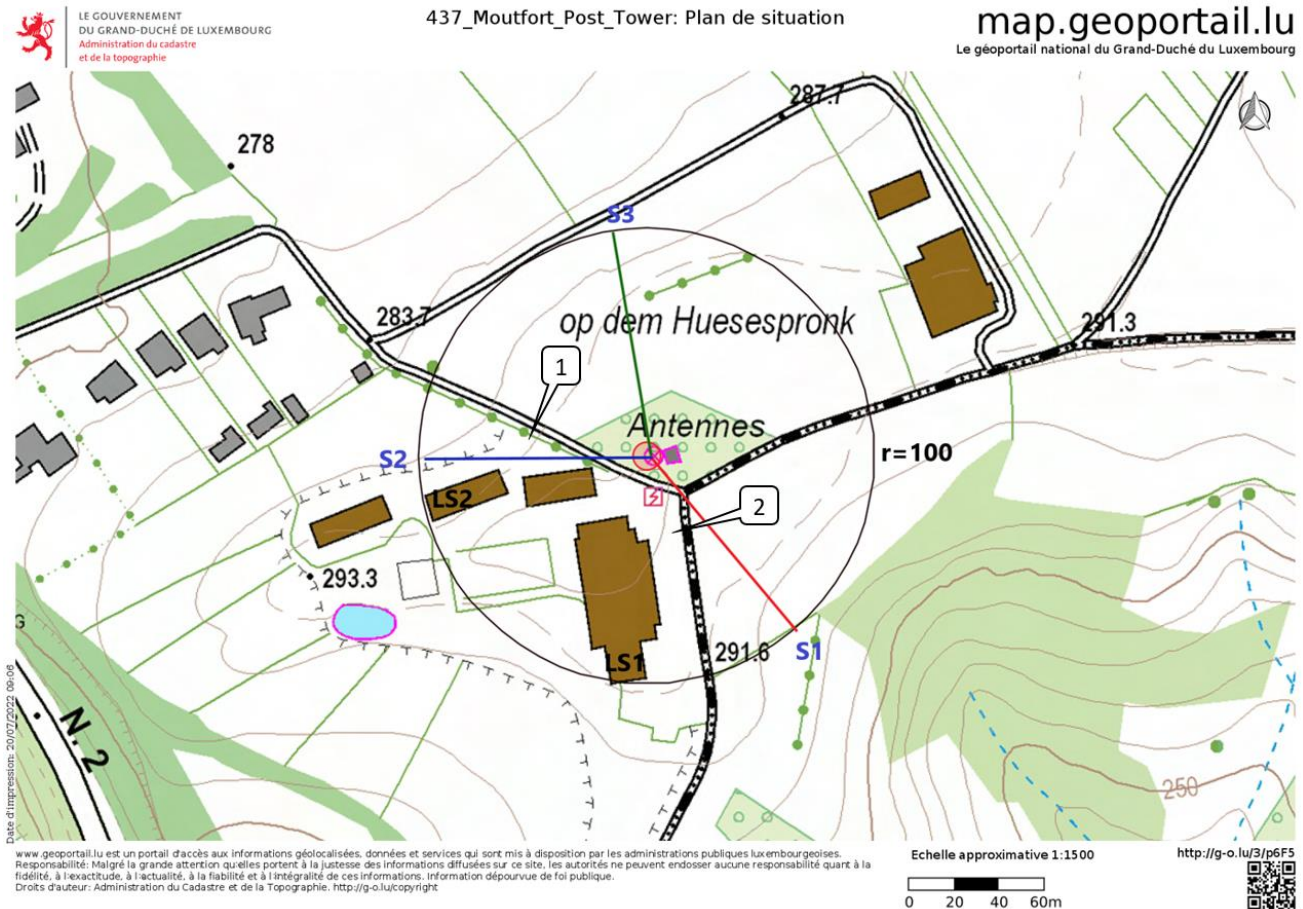 LE GOUVERNEMENT
DU GRAND-DUCHÉ DE LUXEMBOURG
Administration du cadastre
et de la topographie
437_Moutfort_Post_Tower: Plan de situation
map.geoportail.lu
Le géoportail national du Grand-Duché du Luxembourg
287.7
278
S3
283.7
op dem Huesespronk
291.3
1
Antennes
S2
r=100
LS2
2
293.3
G
291.6
S1
LS1
N. 2
250
Date d'impression: 20/07/2022 09:06
www.geoportail.lu est un portail d'accès aux informations géolocalisées, données et services qui sont mis à disposition par les administrations publiques luxembourgeoises.
Responsabilité: Malgré la grande attention qu'elles portent à la justesse des informations diffusées sur ce site, les autorités ne peuvent endosser aucune responsabilité quant à la
fidélité, à l'exactitude, à l'actualité, à la fiabilité et à l'intégralité de ces informations. Information dépourvue de foi publique.
Droits d'auteur: Administration du Cadastre et de la Topographie. http://g-o.lu/copyright
Echelle approximative 1:1500
0 20 40 60m
http://g-o.lu/3/p6F5